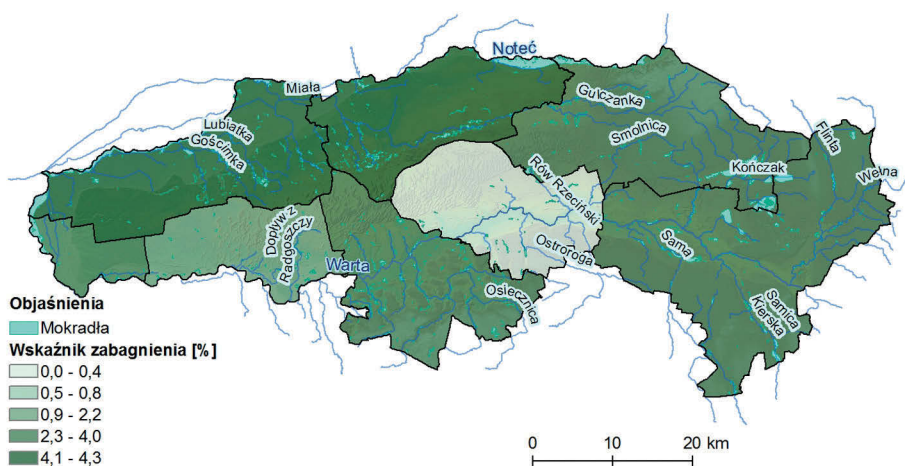 Noteć
Miała
Gulczanka
Lubiatka
Smolnica
Flinta
Gościmka
Kończak
Wełna
Rów Rzeciński
Dopływ z
Radgoszczy
Ostroroga
Sama
Warta
Osiecznica
Samica
Kierska
Objaśnienia
Mokradła
Wskaźnik zabagnienia [%]
0,0 - 0,4
0,5 - 0,8
0,9 - 2,2
2,3 - 4,0
4,1 - 4,3
0 10 20 km